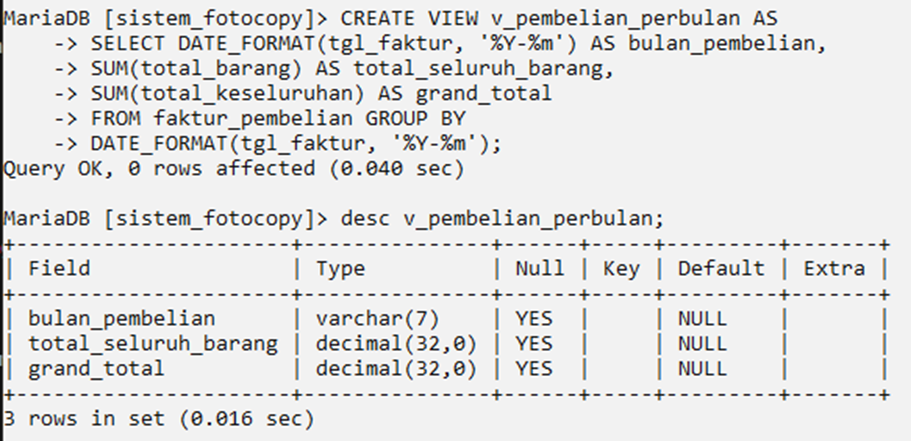 MariaDB [sistem_fotocopy]> CREATE VIEW v_pembelian_perbulan AS
    -> SELECT DATE_FORMAT(tgl_faktur, '%Y-%m') AS bulan_pembelian,
    -> SUM(total_barang) AS total_seluruh_barang,
    -> SUM(total_keseluruhan) AS grand_total
    -> FROM faktur_pembelian GROUP BY
    -> DATE_FORMAT(tgl_faktur, '%Y-%m');
Query OK, 0 rows affected (0.040 sec)

MariaDB [sistem_fotocopy]> desc v_pembelian_perbulan;
+----------------------+---------------+------+-----+---------+-------+
| Field                | Type          | Null | Key | Default | Extra |
+----------------------+---------------+------+-----+---------+-------+
| bulan_pembelian      | varchar(7)    | YES  |     | NULL    |       |
| total_seluruh_barang | decimal(32,0) | YES  |     | NULL    |       |
| grand_total          | decimal(32,0) | YES  |     | NULL    |       |
+----------------------+---------------+------+-----+---------+-------+
3 rows in set (0.016 sec)